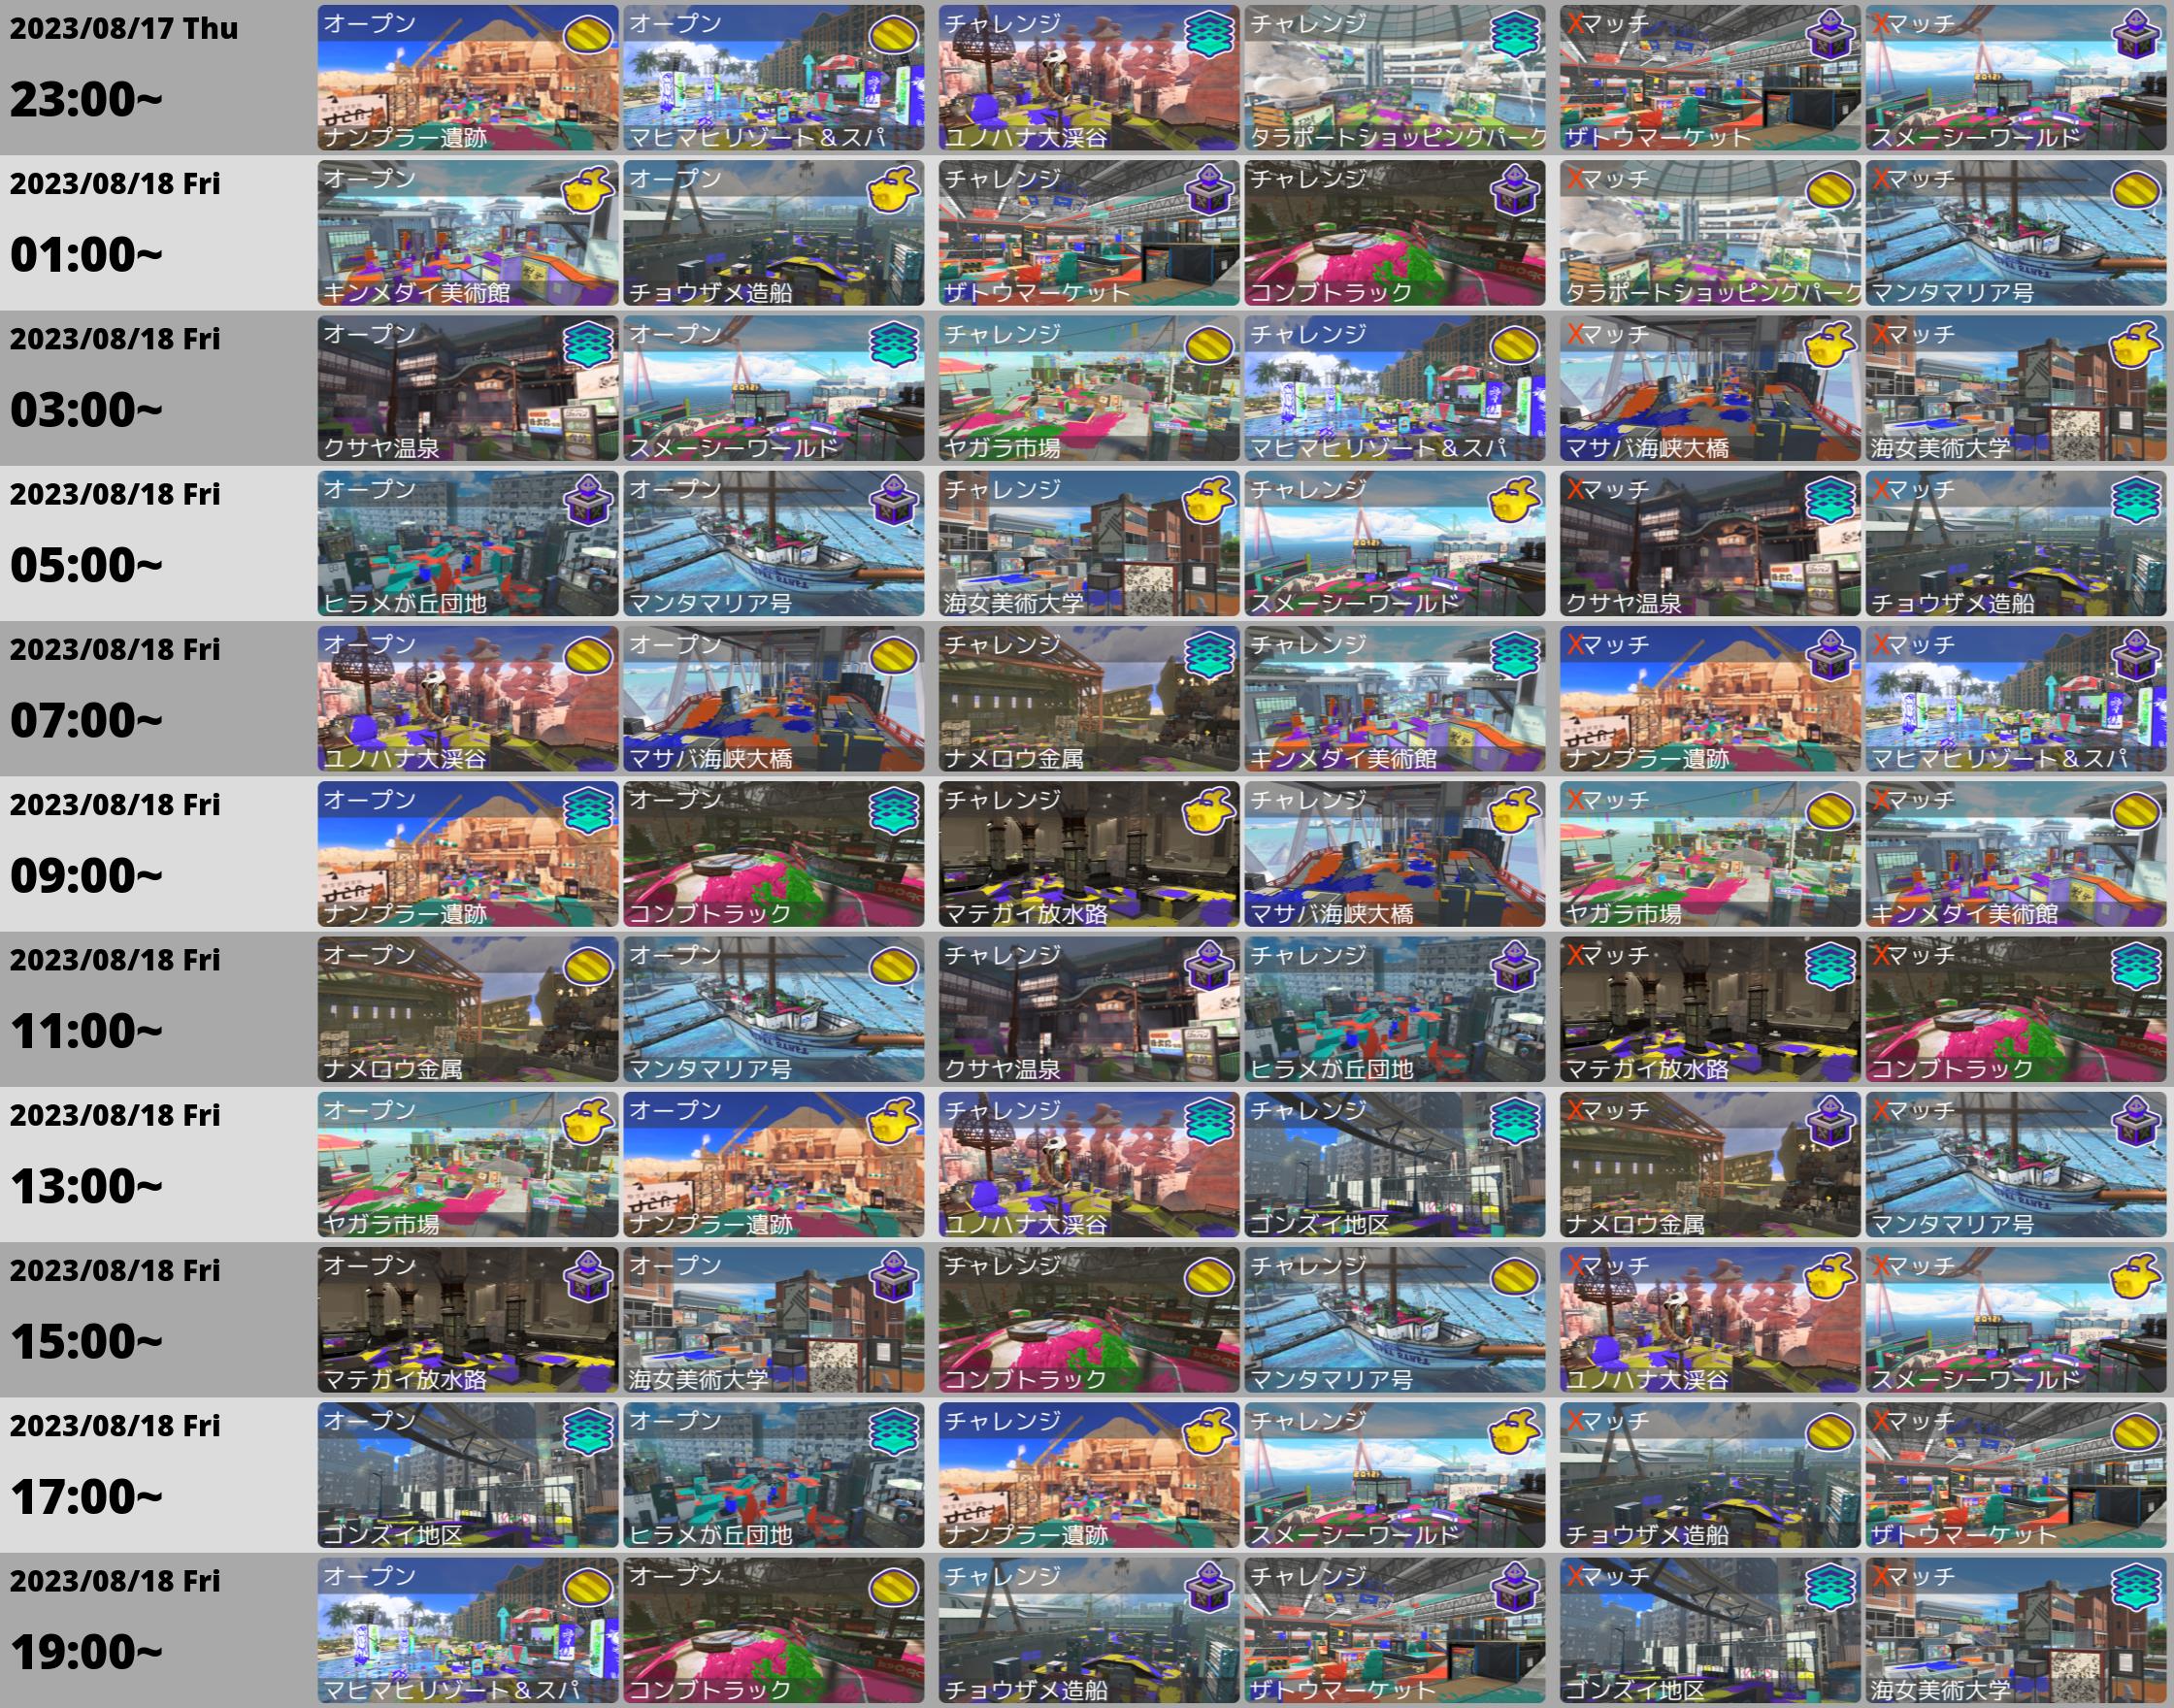 2023/08/17 Thu
23:00~
オープン オープン チャレンジ チャレンジ Xマッチ Xマッチ
ナンプラー遺跡 マヒマヒリゾート＆スパ ユノハナ大渓谷 タラポートショッピングパーク ザトウマーケット スメーシーワールド
2023/08/18 Fri
01:00~
オープン オープン チャレンジ チャレンジ Xマッチ Xマッチ
キンメダイ美術館 チョウザメ造船 ザトウマーケット コンブトラック タラポートショッピングパーク マンタマリア号
2023/08/18 Fri
03:00~
オープン オープン チャレンジ チャレンジ Xマッチ Xマッチ
クサヤ温泉 スメーシーワールド ヤガラ市場 マヒマヒリゾート＆スパ マサバ海峡大橋 海女美術大学
2023/08/18 Fri
05:00~
オープン オープン チャレンジ チャレンジ Xマッチ Xマッチ
ヒラメが丘団地 マンタマリア号 海女美術大学 スメーシーワールド クサヤ温泉 チョウザメ造船
2023/08/18 Fri
07:00~
オープン オープン チャレンジ チャレンジ Xマッチ Xマッチ
ユノハナ大渓谷 マサバ海峡大橋 ナメロウ金属 キンメダイ美術館 ナンプラー遺跡 マヒマヒリゾート＆スパ
2023/08/18 Fri
09:00~
オープン オープン チャレンジ チャレンジ Xマッチ Xマッチ
ナンプラー遺跡 コンブトラック マテガイ放水路 マサバ海峡大橋 ヤガラ市場 キンメダイ美術館
2023/08/18 Fri
11:00~
オープン オープン チャレンジ チャレンジ Xマッチ Xマッチ
ナメロウ金属 マンタマリア号 クサヤ温泉 ヒラメが丘団地 マテガイ放水路 コンブトラック
2023/08/18 Fri
13:00~
オープン オープン チャレンジ チャレンジ Xマッチ Xマッチ
ヤガラ市場 ナンプラー遺跡 ユノハナ大渓谷 ゴンズイ地区 ナメロウ金属 マンタマリア号
2023/08/18 Fri
15:00~
オープン オープン チャレンジ チャレンジ Xマッチ Xマッチ
マテガイ放水路 海女美術大学 コンブトラック マンタマリア号 ユノハナ大渓谷 スメーシーワールド
2023/08/18 Fri
17:00~
オープン オープン チャレンジ チャレンジ Xマッチ Xマッチ
ゴンズイ地区 ヒラメが丘団地 ナンプラー遺跡 スメーシーワールド チョウザメ造船 ザトウマーケット
2023/08/18 Fri
19:00~
オープン オープン チャレンジ チャレンジ Xマッチ Xマッチ
マヒマヒリゾート＆スパ コンブトラック チョウザメ造船 ザトウマーケット ゴンズイ地区 海女美術大学